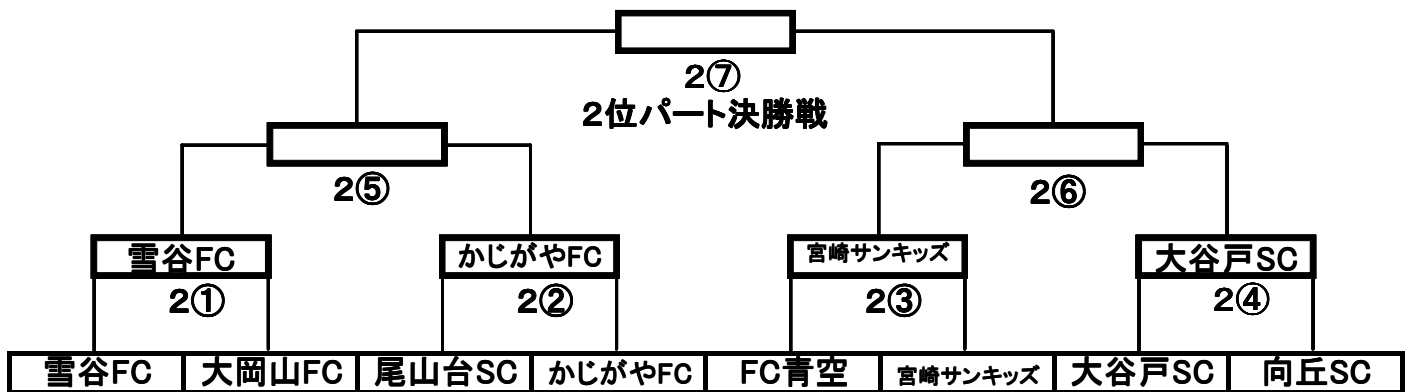 2⑦
2位パート決勝戦
2⑤
2⑥
雪谷FC
かじがやFC
宮崎サンキッズ
大谷戸SC
2①
2②
2③
2④
雪谷FC
大岡山FC
尾山台SC
かじがやFC
FC青空
宮崎サンキッズ
大谷戸SC
向丘SC